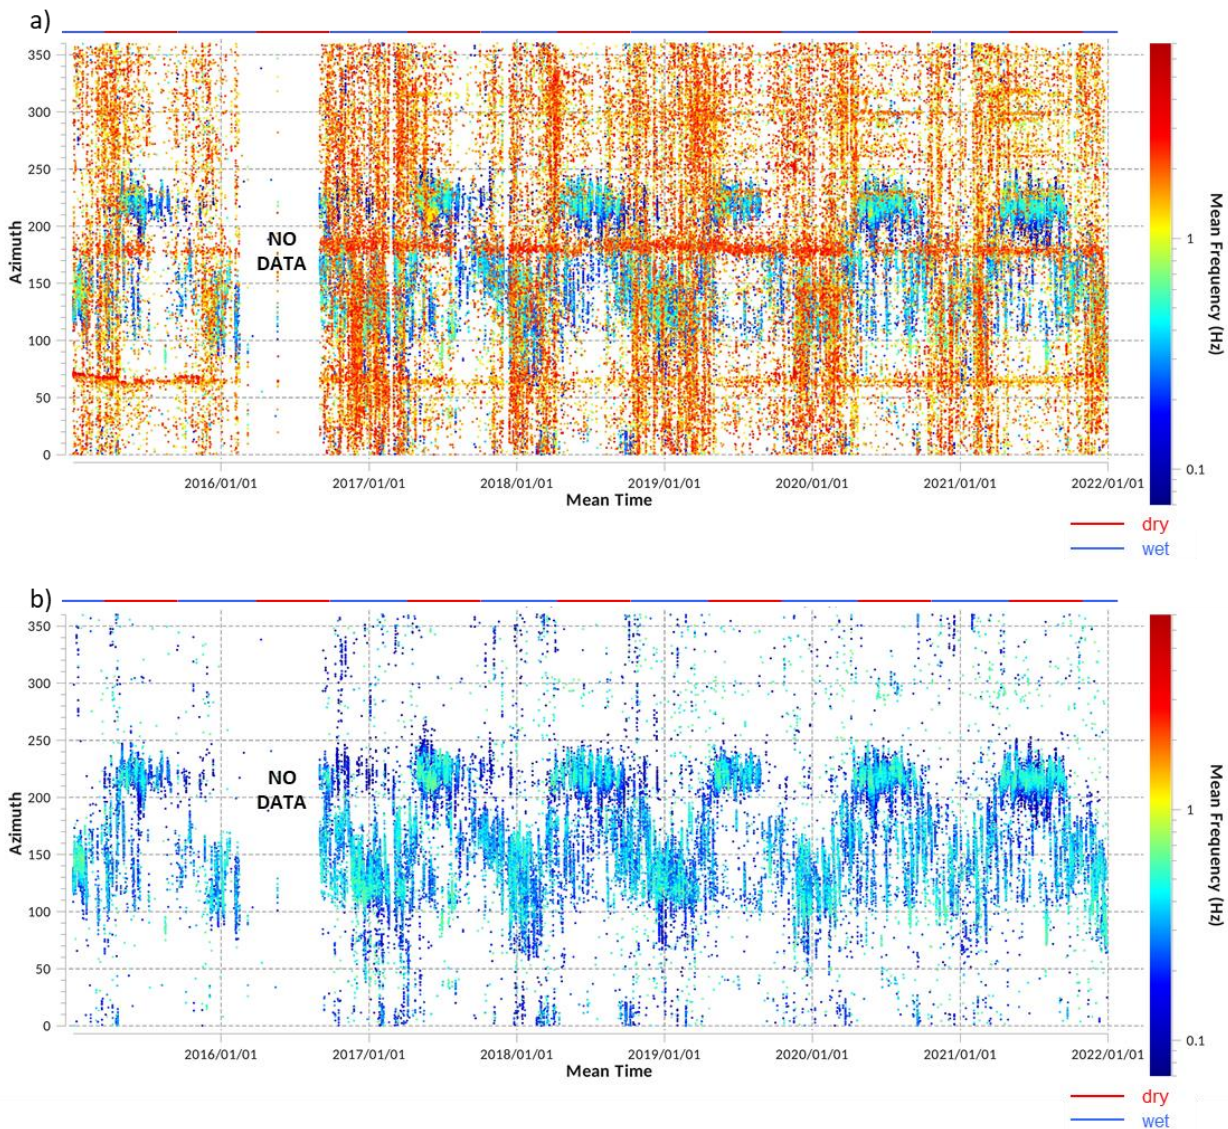 a)
350
300
250
200
150
100
50
0
Azimuth
NO
DATA
2016/01/01
2017/01/01
2018/01/01
2019/01/01
2020/01/01
2021/01/01
2022/01/01
Mean Time
1
0.1
Mean Frequency (Hz)
dry
wet
b)
350
300
250
200
150
100
50
0
Azimuth
NO
DATA
2016/01/01
2017/01/01
2018/01/01
2019/01/01
2020/01/01
2021/01/01
2022/01/01
Mean Time
1
0.1
Mean Frequency (Hz)
dry
wet